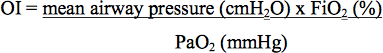 OI = mean airway pressure (cmH₂O) x FiO₂ (%)
PaO₂ (mmHg)